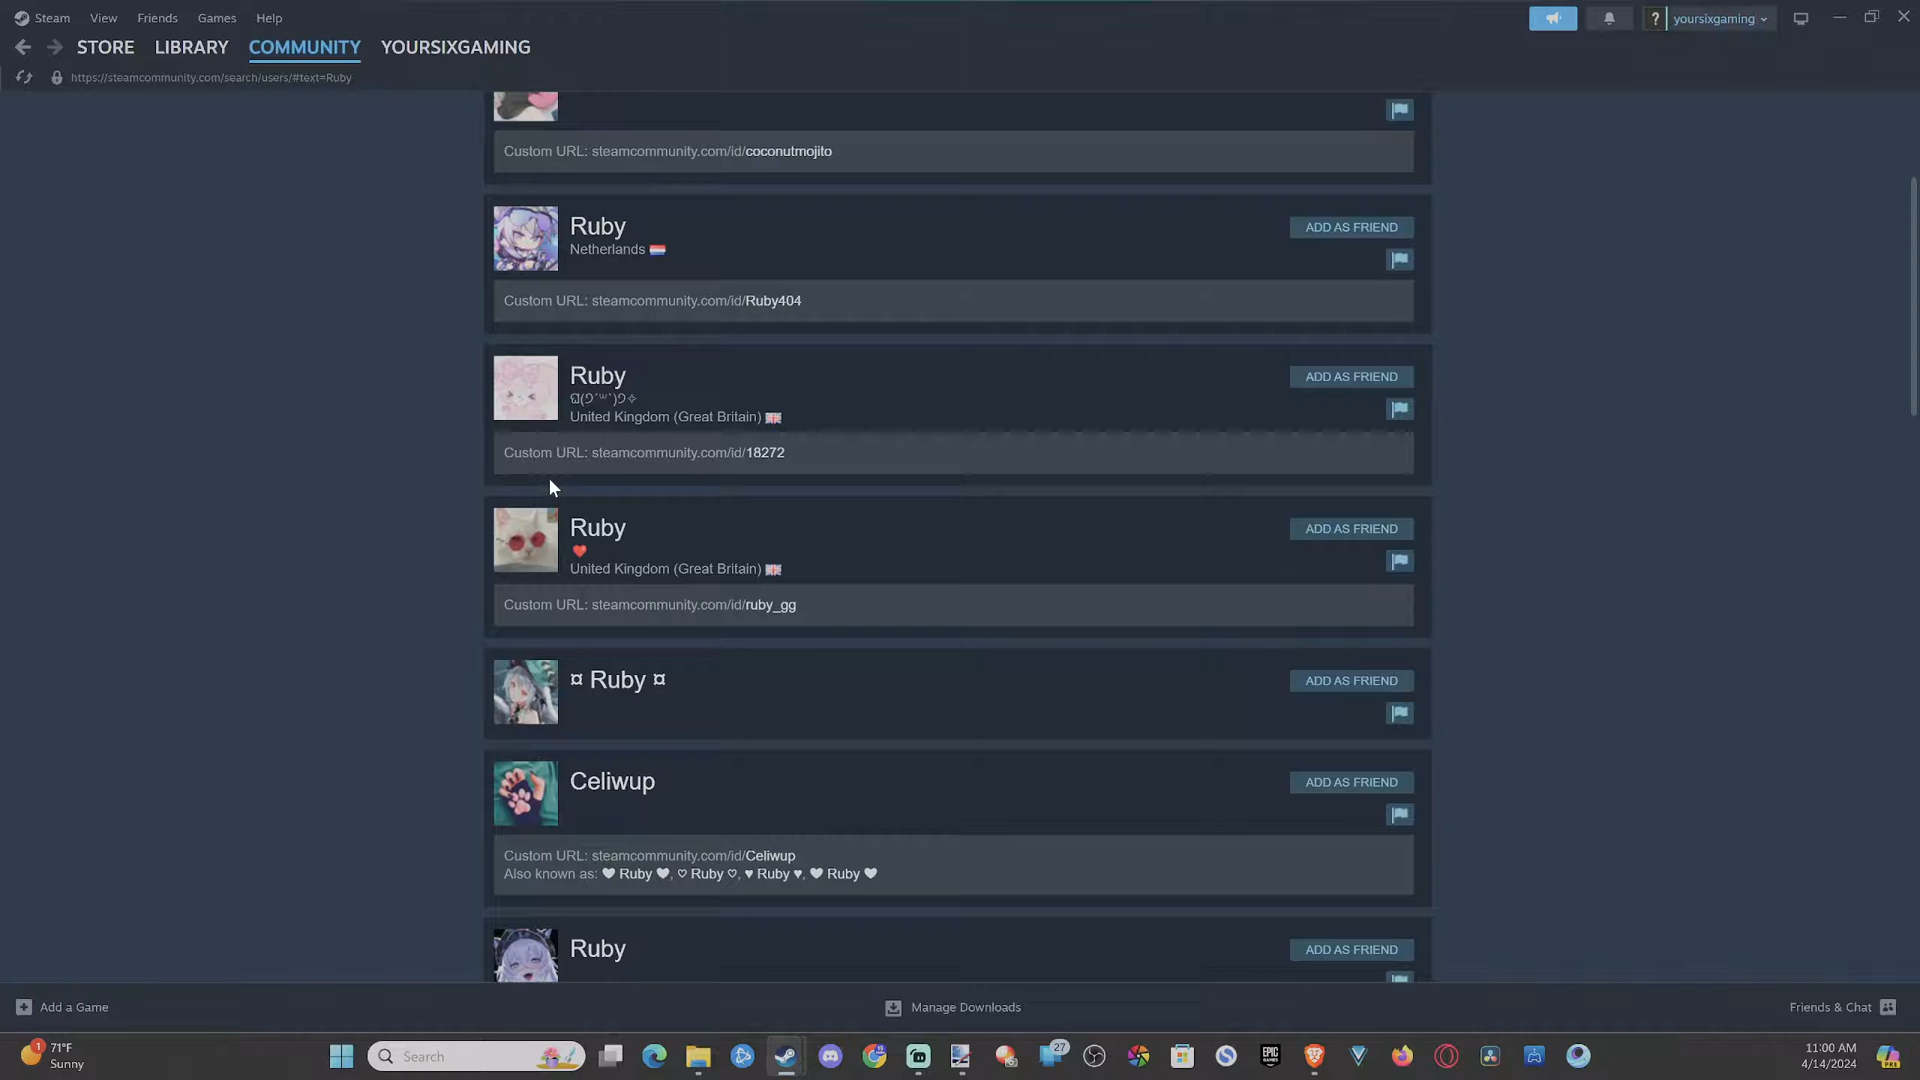 Steam View Friends Games Help
yoursixgaming
STORE LIBRARY COMMUNITY YOURSIXGAMING
https://steamcommunity.com/search/users/#text=Ruby
Custom URL: steamcommunity.com/id/coconutmojito
Ruby
ADD AS FRIEND
Netherlands
Custom URL: steamcommunity.com/id/Ruby404
Ruby
ADD AS FRIEND
United Kingdom (Great Britain)
Custom URL: steamcommunity.com/id/18272
Ruby
ADD AS FRIEND
❤
United Kingdom (Great Britain)
Custom URL: steamcommunity.com/id/ruby_gg
¤ Ruby ¤
ADD AS FRIEND
Celiwup
ADD AS FRIEND
Custom URL: steamcommunity.com/id/Celiwup
Also known as: ❤ Ruby ❤, ♡ Ruby ♡, ♥ Ruby ♥, ❤ Ruby ❤
Ruby
ADD AS FRIEND
Add a Game
Manage Downloads
Friends & Chat
1
71°F
Sunny
Search
27
EPIC GAMES
11:00 AM
4/14/2024
PRE